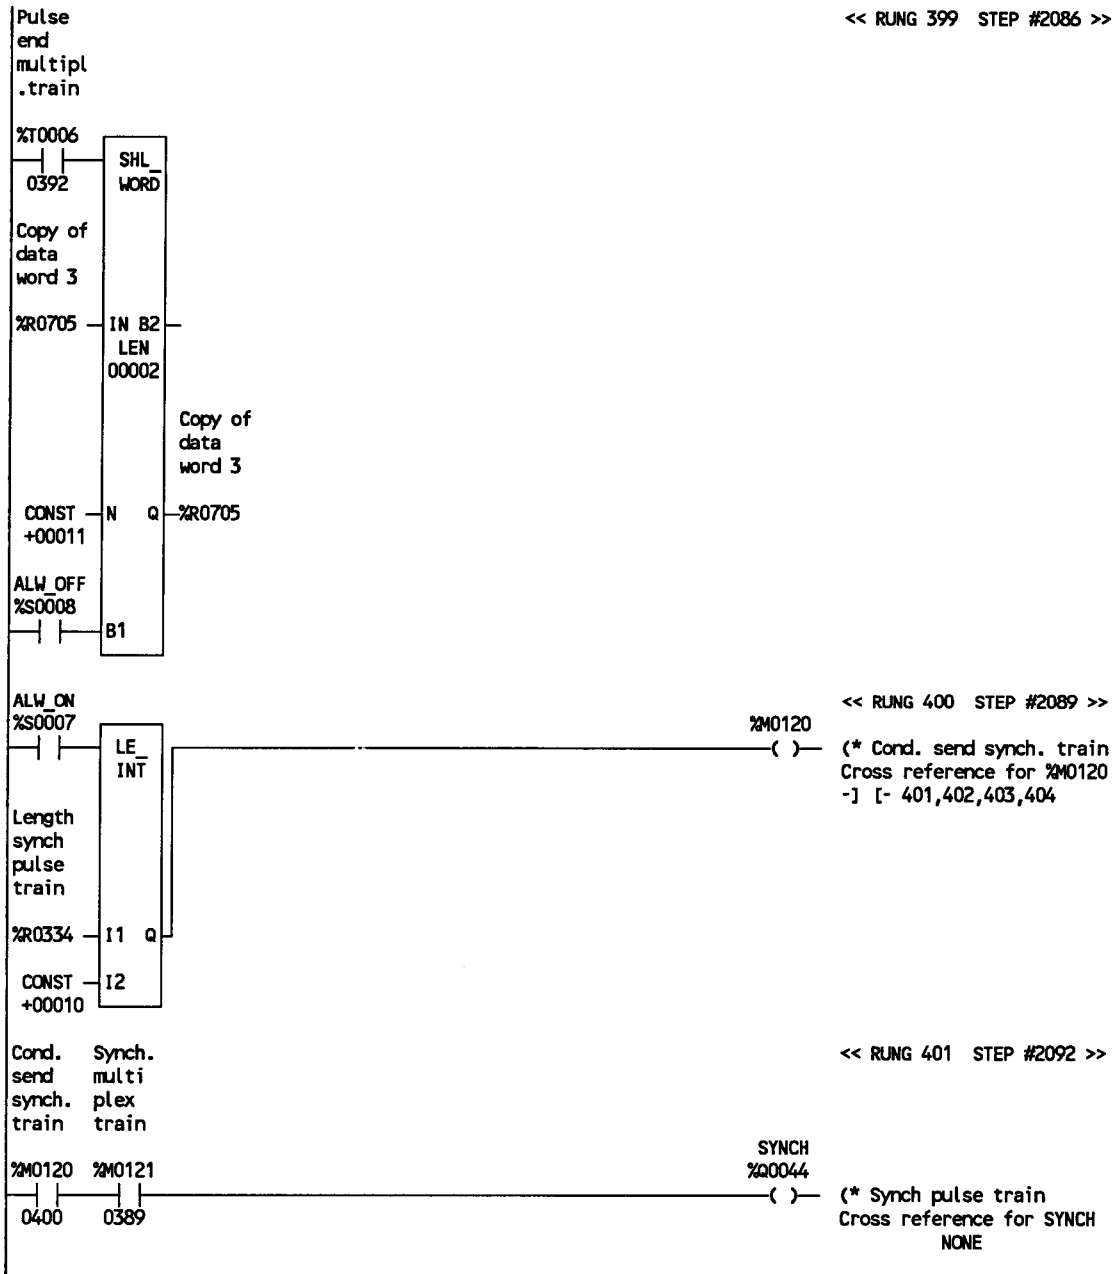 Pulse
end
multipl
.train
<< RUNG 399 STEP #2086 >>
%T0006
SHL_
WORD
0392
Copy of
data
word 3
%R0705
IN B2
LEN
00002
Copy of
data
word 3
CONST
+00011
N Q
%R0705
ALW_OFF
%S0008
B1
ALW_ON
%S0007
<< RUNG 400 STEP #2089 >>
LE_
INT
%M0120
( )
(* Cond. send synch. train
Cross reference for %M0120
-] [- 401,402,403,404
Length
synch
pulse
train
%R0334
I1 Q
CONST
+00010
I2
Cond.
send
synch.
train
Synch.
multi
plex
train
<< RUNG 401 STEP #2092 >>
%M0120 %M0121
0400 0389
SYNCH
%Q0044
( )
(* Synch pulse train
Cross reference for SYNCH
NONE